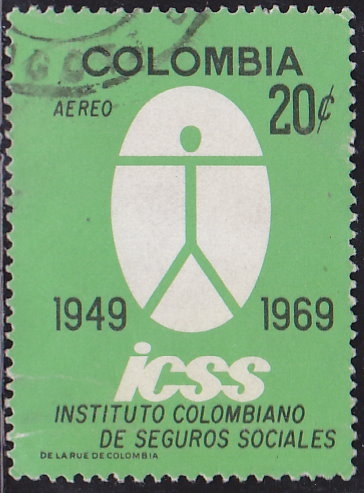 COLOMBIA
AEREO 20¢
1949 1969
icss
INSTITUTO COLOMBIANO
DE SEGUROS SOCIALES
DE LA RUE DE COLOMBIA